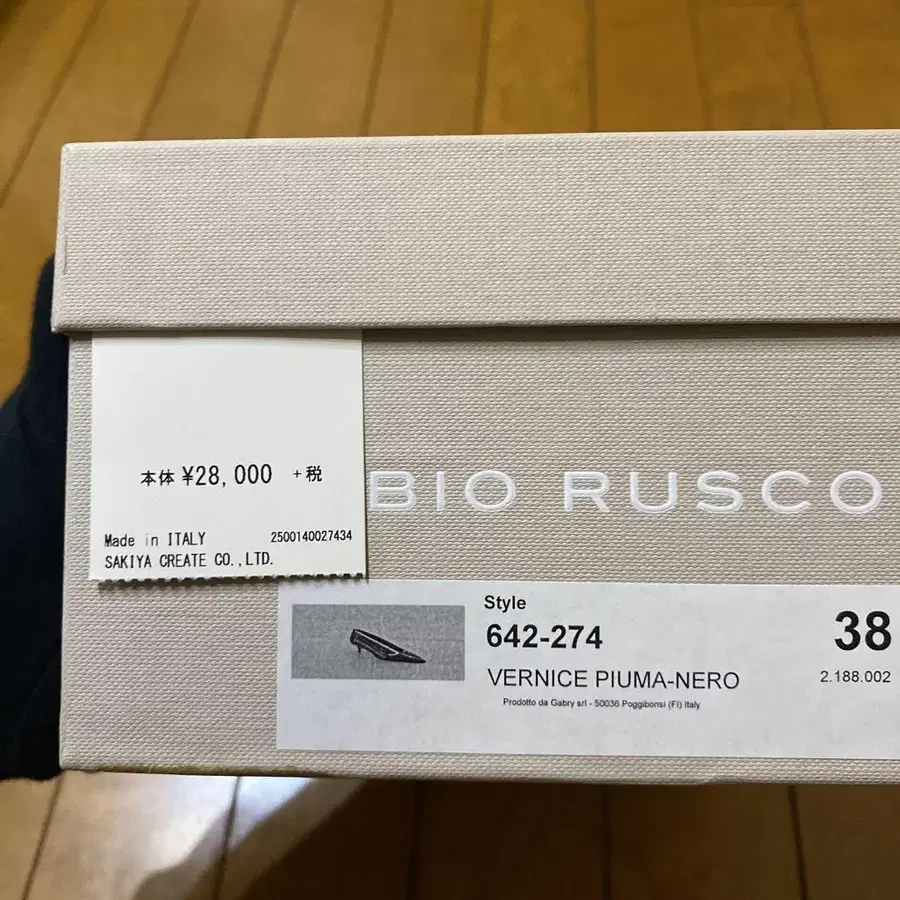 本体 ¥28,000 +税
Made in ITALY 2500140027434
SAKIYA CREATE CO.,LTD.
BIO RUSCO
Style
642-274 38
VERNICE PIUMA-NERO 2.188.002
Prodotto da Gabry srl - 50036 Poggibonsi (FI) Italy